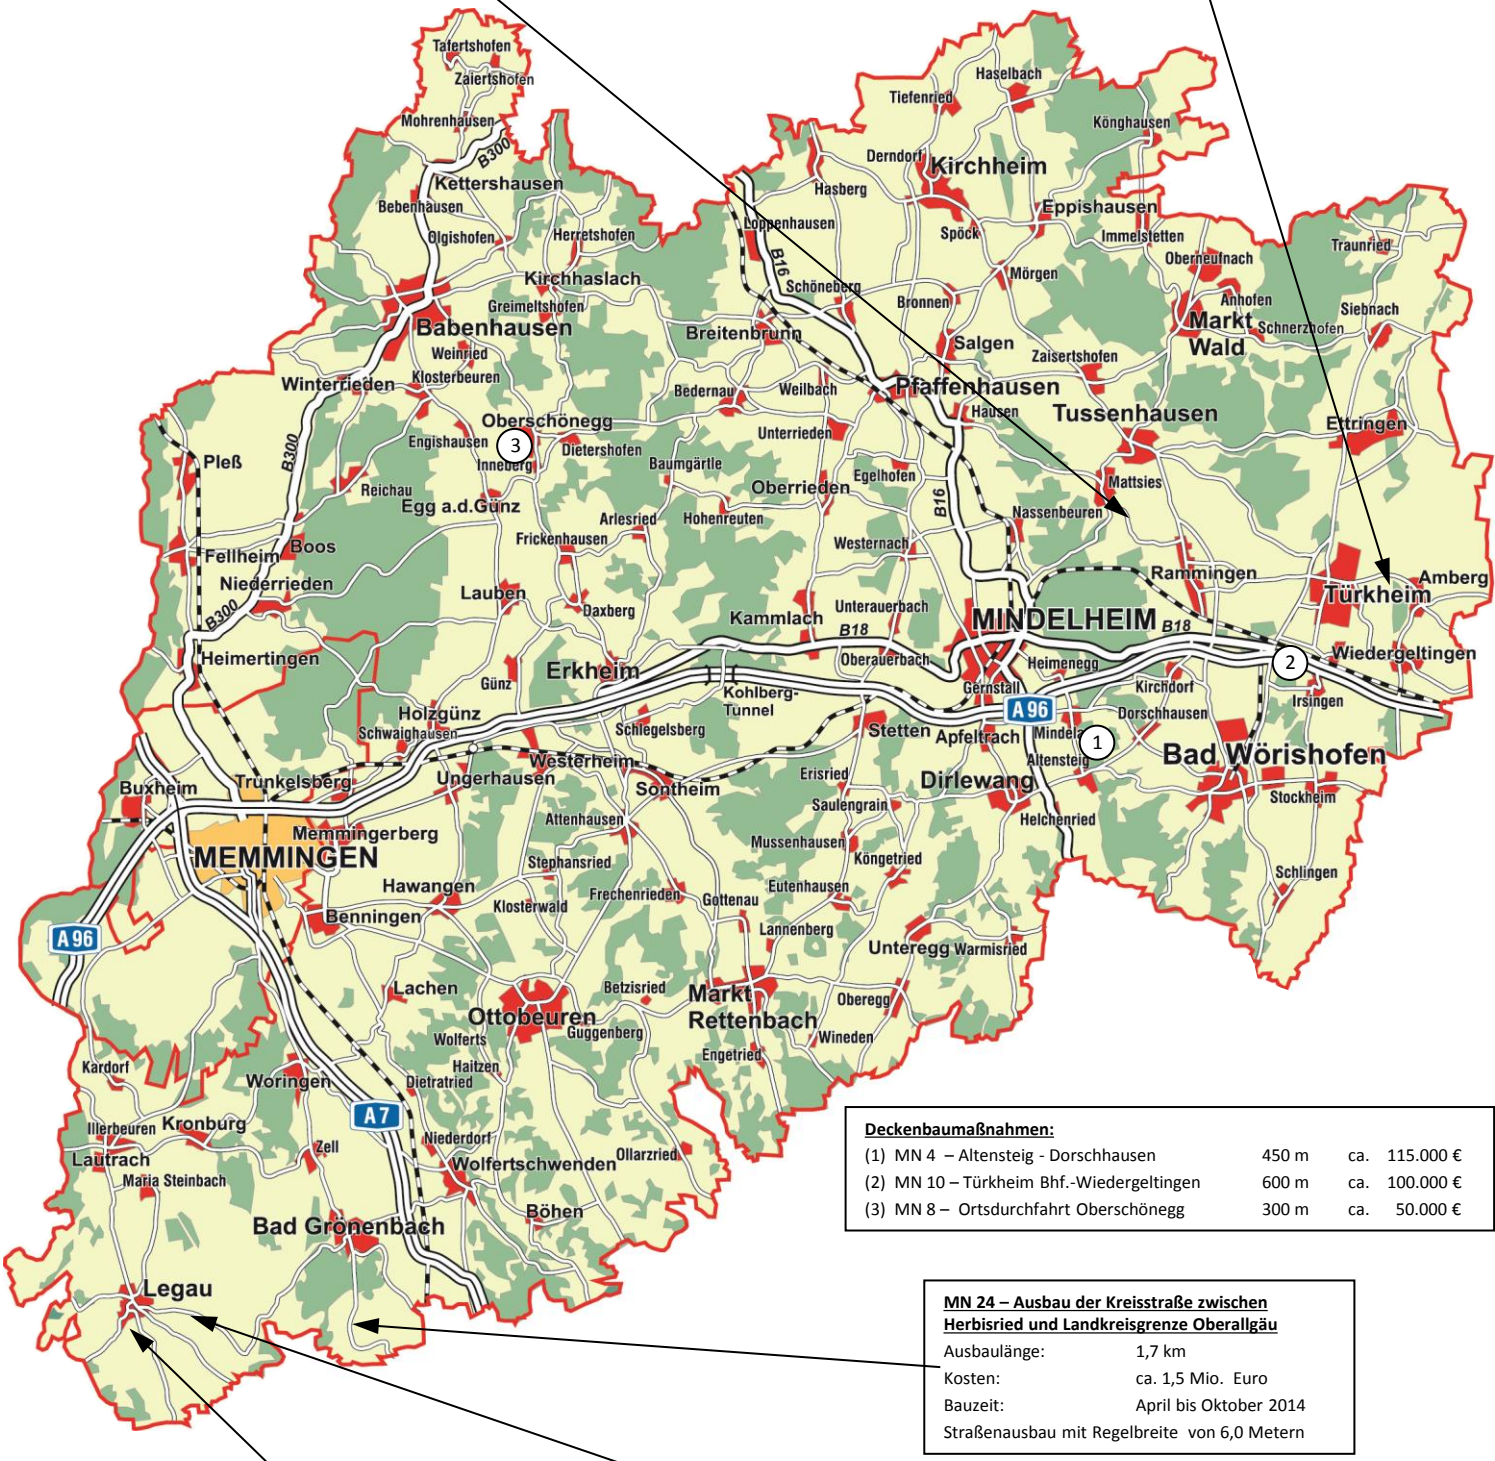 Tafertshofen
Zaiertshofen
Mohrenhausen
B300
Kettershausen
Bebenhausen
Olgishofen
Herretshofen
Kirchhaslach
Greimeltshofen
Babenhausen
Weinried
Klosterbeuren
Winterrieden
Oberschönegg
Engishausen
3
Inneberg
Dietershofen
B300
Pleß
Reichau
Egg a.d.Günz
Baumgärtle
Arlesried
Frickenhausen
Hohenreuten
Fellheim
Boos
Niederrieden
B300
Lauben
Daxberg
Heimertingen
Haselbach
Tiefenried
Könghausen
Derndorf
Kirchheim
Hasberg
Eppishausen
Loppenhausen
Spöck
Immelstetten
B16
Oberneufnach
Traunried
Mörgen
Schöneberg
Bronnen
Anhofen
Siebnach
Markt
Wald
Schnerzhofen
Breitenbrunn
Salgen
Zaisertshofen
Bedernau
Weilbach
Pfaffenhausen
Hausen
Tussenhausen
Unterrieden
Ettringen
Egelhofen
Mattsies
Oberrieden
B16
Nassenbeuren
Westernach
Rammingen
Amberg
Türkheim
Kammlach
Unterauerbach
MINDELHEIM
B18
B18
Erkheim
Oberauerbach
Heimenegg
2
Wiedergeltingen
Günz
Kohlberg-
Tunnel
Gernstall
Kirchdorf
Irsingen
Holzgünz
Schwaighausen
Schlegelsberg
Stetten
A 96
Apfeltrach
Dorschhausen
Mindelau
1
Altensteig
Bad Wörishofen
Westerheim
Ungerhausen
Trunkelsberg
Buxheim
Sontheim
Erisried
Dirlewang
Stockheim
Saulengrain
Helchenried
Memmingerberg
MEMMINGEN
Attenhausen
Mussenhausen
Köngetried
Stephansried
Hawangen
Frechenrieden
Eutenhausen
Schlingen
Klosterwald
Gottenau
Benningen
Lannenberg
A 96
Unteregg
Warmisried
Lachen
Betzisried
Markt
Rettenbach
Oberegg
Ottobeuren
Guggenberg
Wolferts
Wineden
Haitzen
Engetried
Kardorf
Woringen
Dietratried
A 7
Illerbeuren
Kronburg
Zell
Niederdorf
Lautrach
Wolfertschwenden
Ollarzried
Maria Steinbach
Böhen
Bad Grönenbach
Legau
Deckenbaumaßnahmen:
(1) MN 4 – Altensteig - Dorschhausen 450 m ca. 115.000 €
(2) MN 10 – Türkheim Bhf.-Wiedergeltingen 600 m ca. 100.000 €
(3) MN 8 – Ortsdurchfahrt Oberschönegg 300 m ca. 50.000 €
MN 24 – Ausbau der Kreisstraße zwischen
Herbisried und Landkreisgrenze Oberallgäu
Ausbaulänge: 1,7 km
Kosten: ca. 1,5 Mio. Euro
Bauzeit: April bis Oktober 2014
Straßenausbau mit Regelbreite von 6,0 Metern